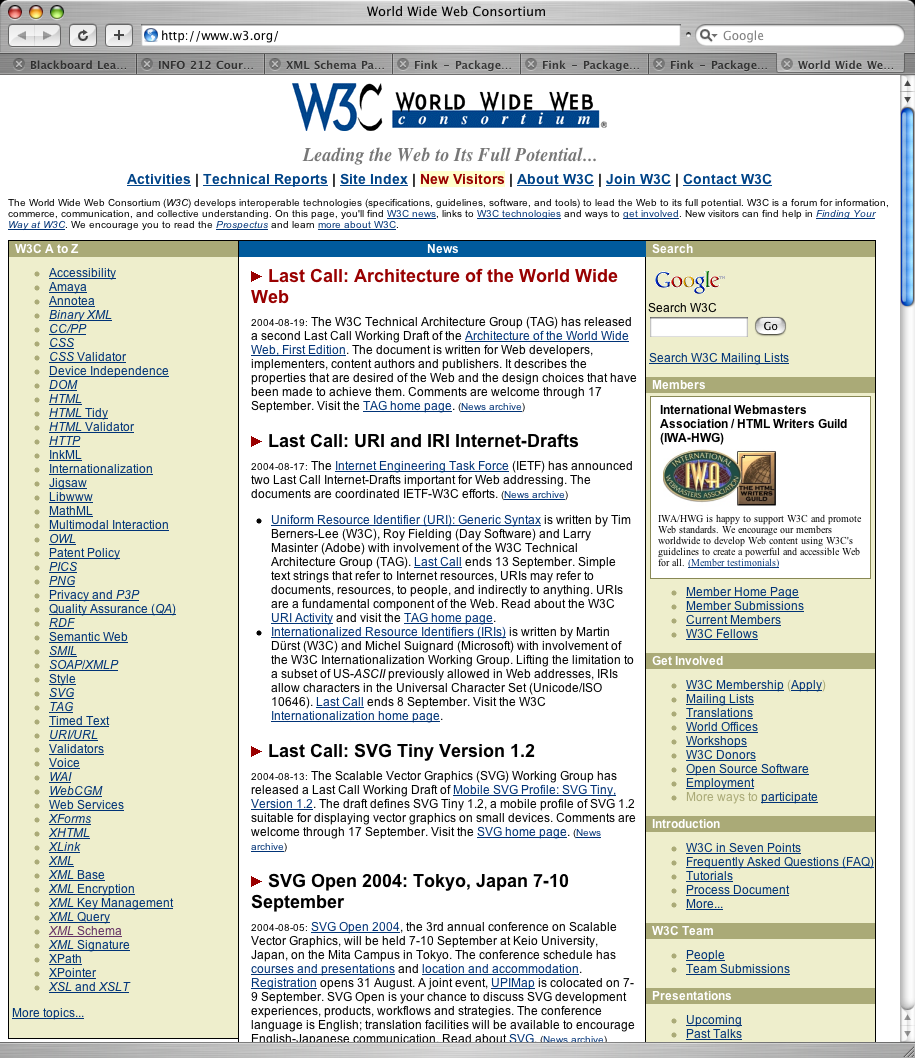 World Wide Web Consortium
http://www.w3.org/
Google
Blackboard Lea...
INFO 212 Cour...
XML Schema Pa...
Fink – Package...
Fink – Package...
Fink – Package...
World Wide We...
W3C WORLD WIDE WEB
consortium ®
Leading the Web to Its Full Potential...
Activities | Technical Reports | Site Index | New Visitors | About W3C | Join W3C | Contact W3C
The World Wide Web Consortium (W3C) develops interoperable technologies (specifications, guidelines, software, and tools) to lead the Web to its full potential. W3C is a forum for information,
commerce, communication, and collective understanding. On this page, you'll find W3C news, links to W3C technologies and ways to get involved. New visitors can find help in Finding Your
Way at W3C. We encourage you to read the Prospectus and learn more about W3C.
W3C A to Z
Accessibility
Amaya
Annotea
Binary XML
CC/PP
CSS
CSS Validator
Device Independence
DOM
HTML
HTML Tidy
HTML Validator
HTTP
InkML
Internationalization
Jigsaw
Libwww
MathML
Multimodal Interaction
OWL
Patent Policy
PICS
PNG
Privacy and P3P
Quality Assurance (QA)
RDF
Semantic Web
SMIL
SOAP/XMLP
Style
SVG
TAG
Timed Text
URI/URL
Validators
Voice
WAI
WebCGM
Web Services
XForms
XHTML
XLink
XML
XML Base
XML Encryption
XML Key Management
XML Query
XML Schema
XML Signature
XPath
XPointer
XSL and XSLT
More topics...
News
Last Call: Architecture of the World Wide
Web
2004-08-19: The W3C Technical Architecture Group (TAG) has released
a second Last Call Working Draft of the Architecture of the World Wide
Web, First Edition. The document is written for Web developers,
implementers, content authors and publishers. It describes the
properties that are desired of the Web and the design choices that have
been made to achieve them. Comments are welcome through 17
September. Visit the TAG home page. (News archive)
Last Call: URI and IRI Internet-Drafts
2004-08-17: The Internet Engineering Task Force (IETF) has announced
two Last Call Internet-Drafts important for Web addressing. The
documents are coordinated IETF-W3C efforts. (News archive)
Uniform Resource Identifier (URI): Generic Syntax is written by Tim
Berners-Lee (W3C), Roy Fielding (Day Software) and Larry
Masinter (Adobe) with involvement of the W3C Technical
Architecture Group (TAG). Last Call ends 13 September. Simple
text strings that refer to Internet resources, URIs may refer to
documents, resources, to people, and indirectly to anything. URIs
are a fundamental component of the Web. Read about the W3C
URI Activity and visit the TAG home page.
Internationalized Resource Identifiers (IRIs) is written by Martin
Dürst (W3C) and Michel Suignard (Microsoft) with involvement of
the W3C Internationalization Working Group. Lifting the limitation to
a subset of US-ASCII previously allowed in Web addresses, IRIs
allow characters in the Universal Character Set (Unicode/ISO
10646). Last Call ends 8 September. Visit the W3C
Internationalization home page.
Last Call: SVG Tiny Version 1.2
2004-08-13: The Scalable Vector Graphics (SVG) Working Group has
released a Last Call Working Draft of Mobile SVG Profile: SVG Tiny,
Version 1.2. The draft defines SVG Tiny 1.2, a mobile profile of SVG 1.2
suitable for displaying vector graphics on small devices. Comments are
welcome through 17 September. Visit the SVG home page. (News
archive)
SVG Open 2004: Tokyo, Japan 7-10
September
2004-08-05: SVG Open 2004, the 3rd annual conference on Scalable
Vector Graphics, will be held 7-10 September at Keio University,
Japan, on the Mita Campus in Tokyo. The conference schedule has
courses and presentations and location and accommodation.
Registration opens 31 August. A joint event, UPIMap is colocated on 7-
9 September. SVG Open is your chance to discuss SVG development
experiences, products, workflows and strategies. The conference
language is English; translation facilities will be available to encourage
English-Japanese communication. Read about SVG. (News archive)
Search
Google™
Search W3C
Go
Search W3C Mailing Lists
Members
International Webmasters
Association / HTML Writers Guild
(IWA-HWG)
INTERNATIONAL
IWA
WEBMASTERS ASSOCIATION
THE HTML
WRITERS
GUILD
IWA/HWG is happy to support W3C and promote
Web standards. We encourage our members
worldwide to develop Web content using W3C's
guidelines to create a powerful and accessible Web
for all. (Member testimonials)
Member Home Page
Member Submissions
Current Members
W3C Fellows
Get Involved
W3C Membership (Apply)
Mailing Lists
Translations
World Offices
Workshops
W3C Donors
Open Source Software
Employment
More ways to participate
Introduction
W3C in Seven Points
Frequently Asked Questions (FAQ)
Tutorials
Process Document
More...
W3C Team
People
Team Submissions
Presentations
Upcoming
Past Talks